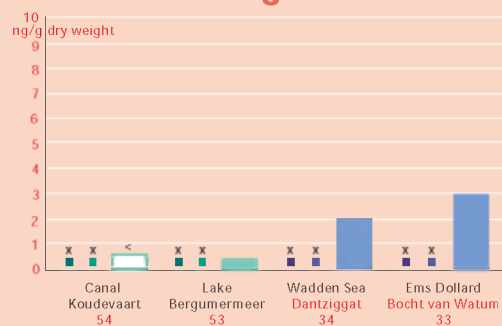 10
ng/g dry weight
9
8
7
6
5
4
3
2
1
0
x x <
x x
x x
x x
Canal
Koudevaart
54
Lake
Bergumermeer
53
Wadden Sea
Dantziggat
34
Ems Dollard
Bocht van Watum
33